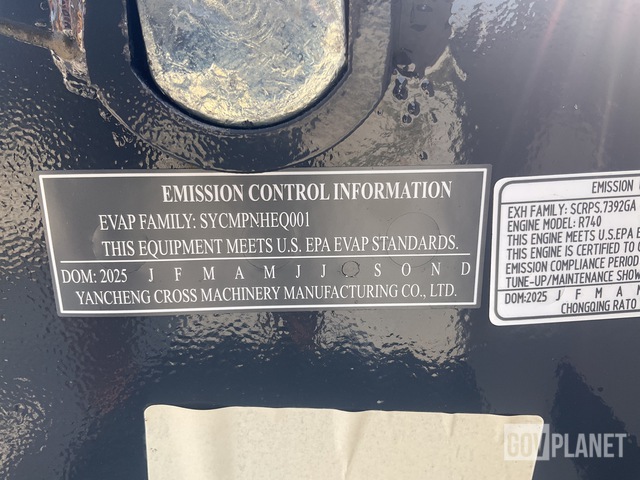 EMISSION CONTROL INFORMATION
EVAP FAMILY: SYCMPNHEQ001
THIS EQUIPMENT MEETS U.S. EPA EVAP STANDARDS.
DOM: 2025 J F M A M J J S O N D
YANCHENG CROSS MACHINERY MANUFACTURING CO., LTD.
EMISSION
EXH FAMILY: SCRPS.7392GA
ENGINE MODEL: R740
THIS ENGINE MEETS U.S.EPA
THIS ENGINE IS CERTIFIED TO
EMISSION COMPLIANCE PERIOD
TUNE-UP/MAINTENANCE SHOW
DOM:2025 J F M A M
CHONGQING RATO
GOVPLANET